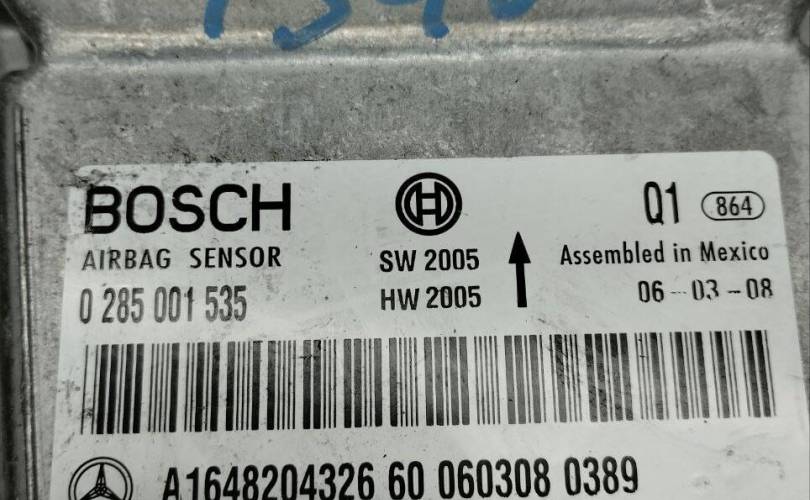 BOSCH
Q1 864
AIRBAG SENSOR
SW 2005
Assembled in Mexico
0 285 001 535
HW 2005
06-03-08
A1648204326 60 060308 0389